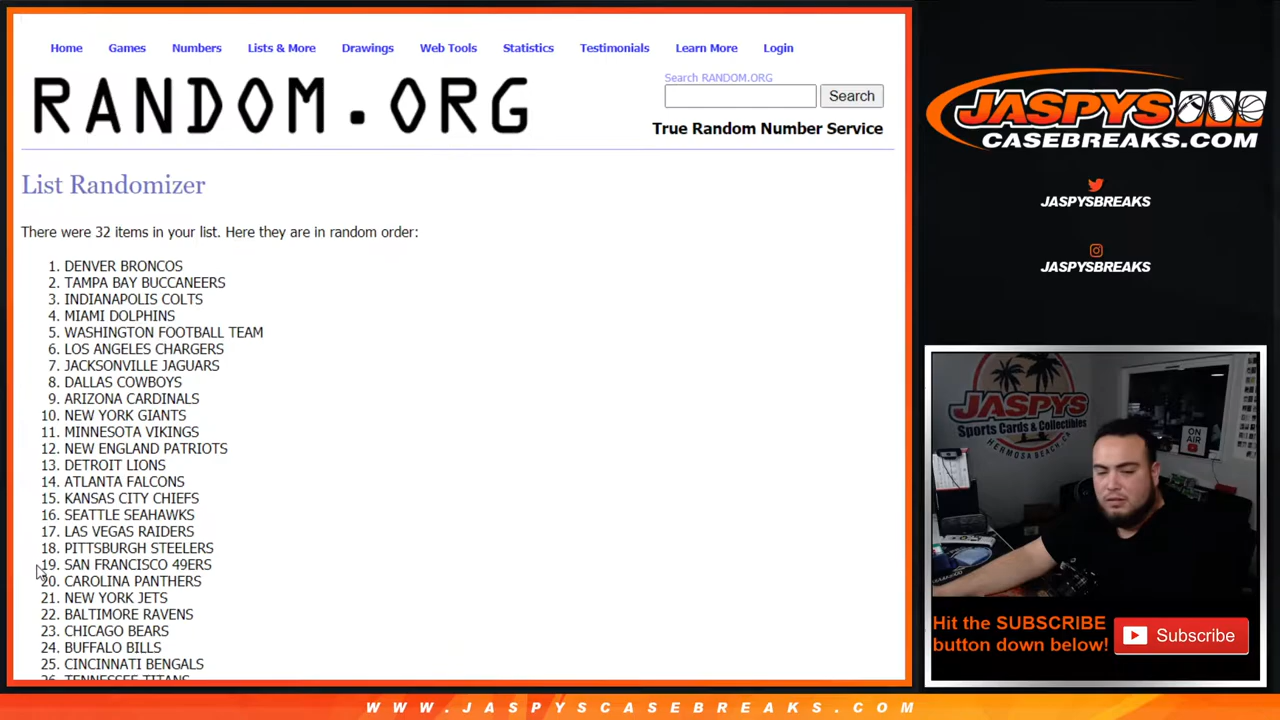 Home Games Numbers Lists & More Drawings Web Tools Statistics Testimonials Learn More Login
RANDOM.ORG
Search RANDOM.ORG
Search
True Random Number Service
List Randomizer
There were 32 items in your list. Here they are in random order:
1. DENVER BRONCOS
2. TAMPA BAY BUCCANEERS
3. INDIANAPOLIS COLTS
4. MIAMI DOLPHINS
5. WASHINGTON FOOTBALL TEAM
6. LOS ANGELES CHARGERS
7. JACKSONVILLE JAGUARS
8. DALLAS COWBOYS
9. ARIZONA CARDINALS
10. NEW YORK GIANTS
11. MINNESOTA VIKINGS
12. NEW ENGLAND PATRIOTS
13. DETROIT LIONS
14. ATLANTA FALCONS
15. KANSAS CITY CHIEFS
16. SEATTLE SEAHAWKS
17. LAS VEGAS RAIDERS
18. PITTSBURGH STEELERS
19. SAN FRANCISCO 49ERS
20. CAROLINA PANTHERS
21. NEW YORK JETS
22. BALTIMORE RAVENS
23. CHICAGO BEARS
24. BUFFALO BILLS
25. CINCINNATI BENGALS
26. TENNESSEE TITANS
JASPYS
CASEBREAKS.COM
JASPYSBREAKS
JASPYSBREAKS
JASPYS
Sports Cards & Collectibles
HERMOSA BEACH, CA
ON
AIR
Hit the SUBSCRIBE
button down below!
Subscribe
WWW.JASPYSCASEBREAKS.COM